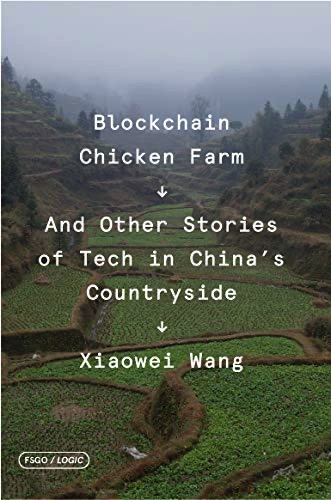 Blockchain
Chicken Farm
↓
And Other Stories
of Tech in China's
Countryside
↓
Xiaowei Wang
FSGO / LOGIC